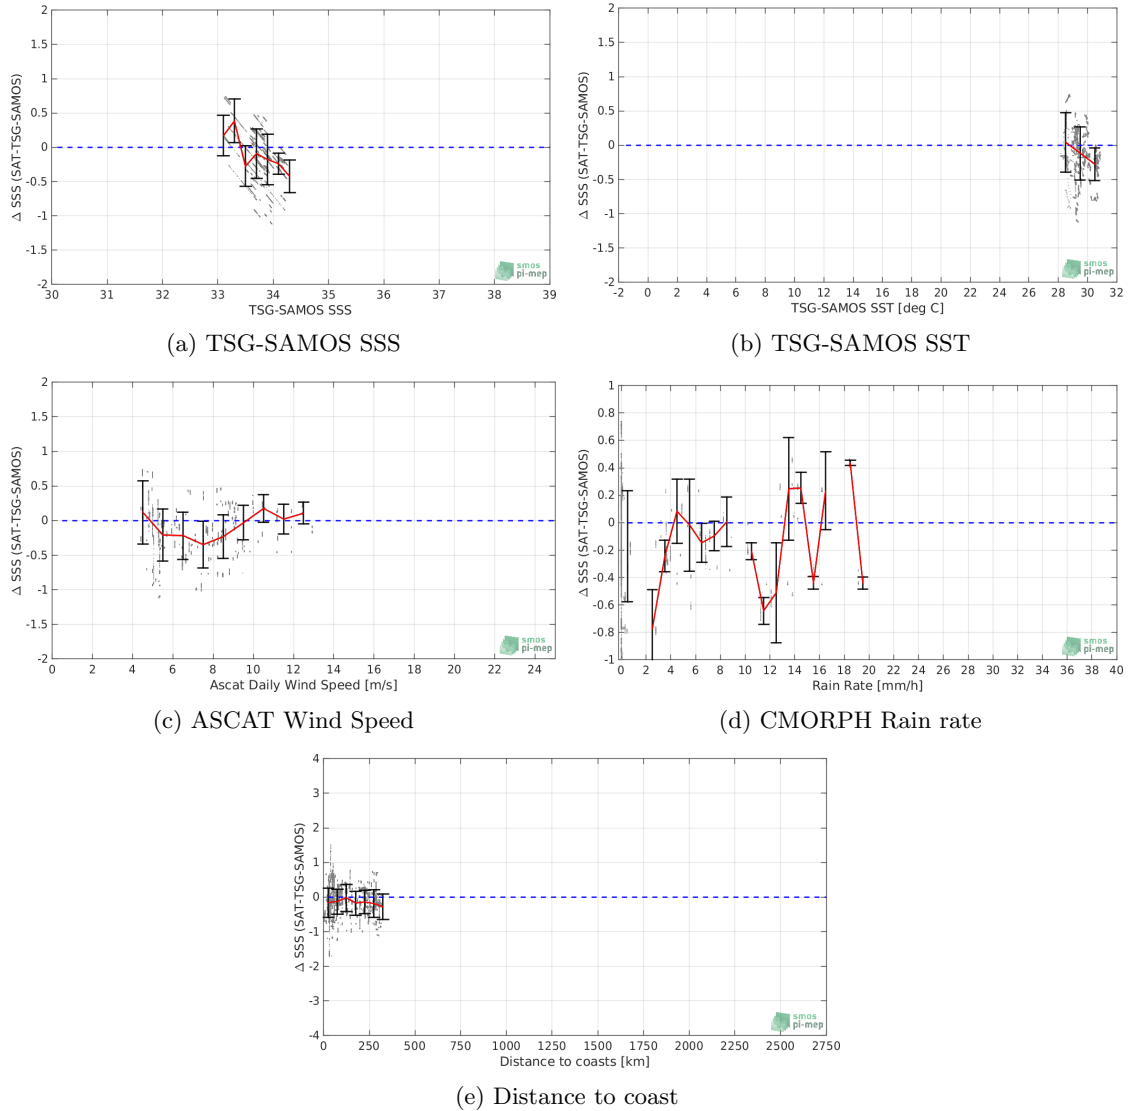 2
1.5
1
0.5
0
-0.5
-1
-1.5
-2
Δ SSS (SAT-TSG-SAMOS)
30 31 32 33 34 35 36 37 38 39
TSG-SAMOS SSS
smos
pi-mep
(a) TSG-SAMOS SSS
2
1.5
1
0.5
0
-0.5
-1
-1.5
-2
Δ SSS (SAT-TSG-SAMOS)
-2 0 2 4 6 8 10 12 14 16 18 20 22 24 26 28 30 32
TSG-SAMOS SST [deg C]
smos
pi-mep
(b) TSG-SAMOS SST
2
1.5
1
0.5
0
-0.5
-1
-1.5
-2
Δ SSS (SAT-TSG-SAMOS)
0 2 4 6 8 10 12 14 16 18 20 22 24
Ascat Daily Wind Speed [m/s]
smos
pi-mep
(c) ASCAT Wind Speed
1
0.8
0.6
0.4
0.2
0
-0.2
-0.4
-0.6
-0.8
-1
Δ SSS (SAT-TSG-SAMOS)
0 2 4 6 8 10 12 14 16 18 20 22 24 26 28 30 32 34 36 38 40
Rain Rate [mm/h]
smos
pi-mep
(d) CMORPH Rain rate
4
3
2
1
0
-1
-2
-3
-4
Δ SSS (SAT-TSG-SAMOS)
0 250 500 750 1000 1250 1500 1750 2000 2250 2500 2750
Distance to coasts [km]
smos
pi-mep
(e) Distance to coast